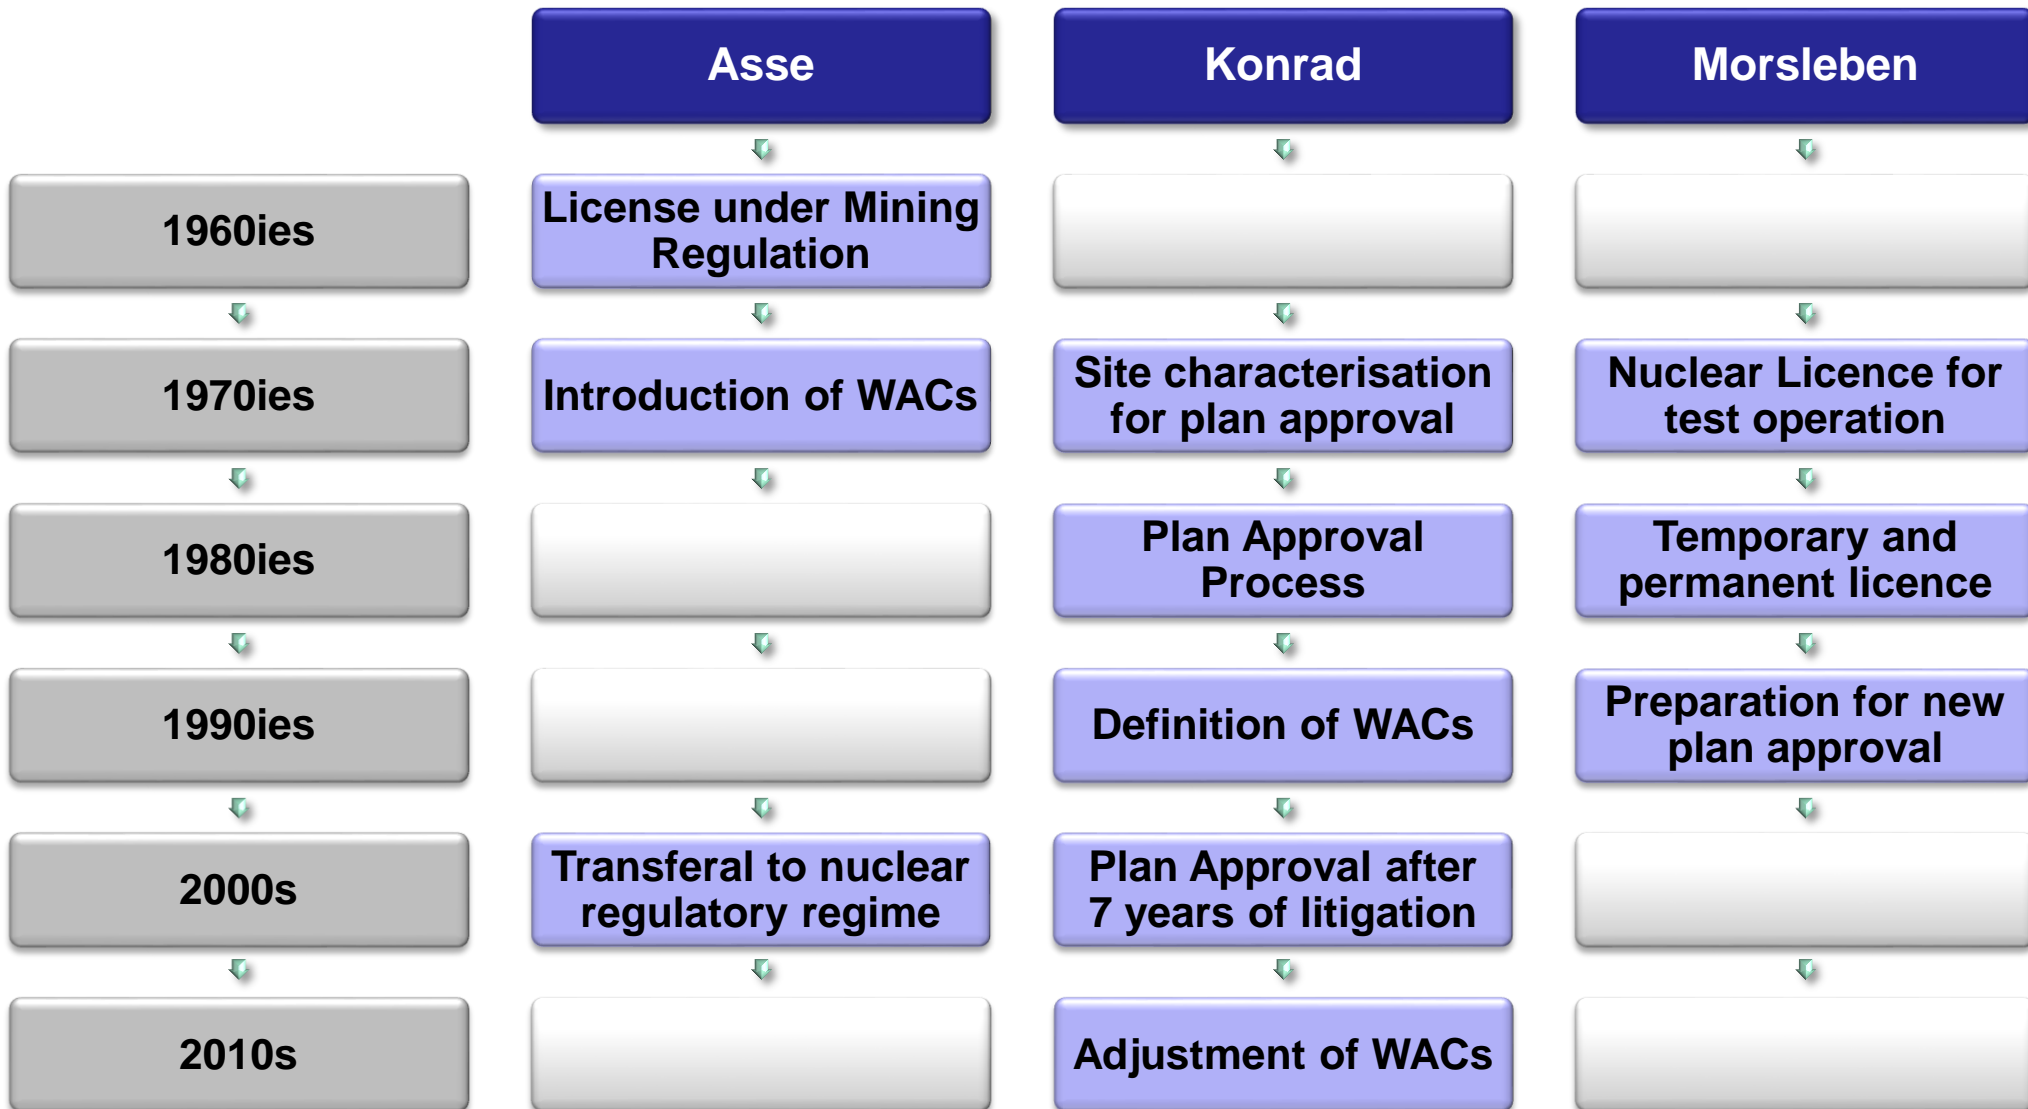 Asse
Konrad
Morsleben
1960ies
License under Mining
Regulation
1970ies
Introduction of WACs
Site characterisation
for plan approval
Nuclear Licence for
test operation
1980ies
Plan Approval
Process
Temporary and
permanent licence
1990ies
Definition of WACs
Preparation for new
plan approval
2000s
Transferal to nuclear
regulatory regime
Plan Approval after
7 years of litigation
2010s
Adjustment of WACs